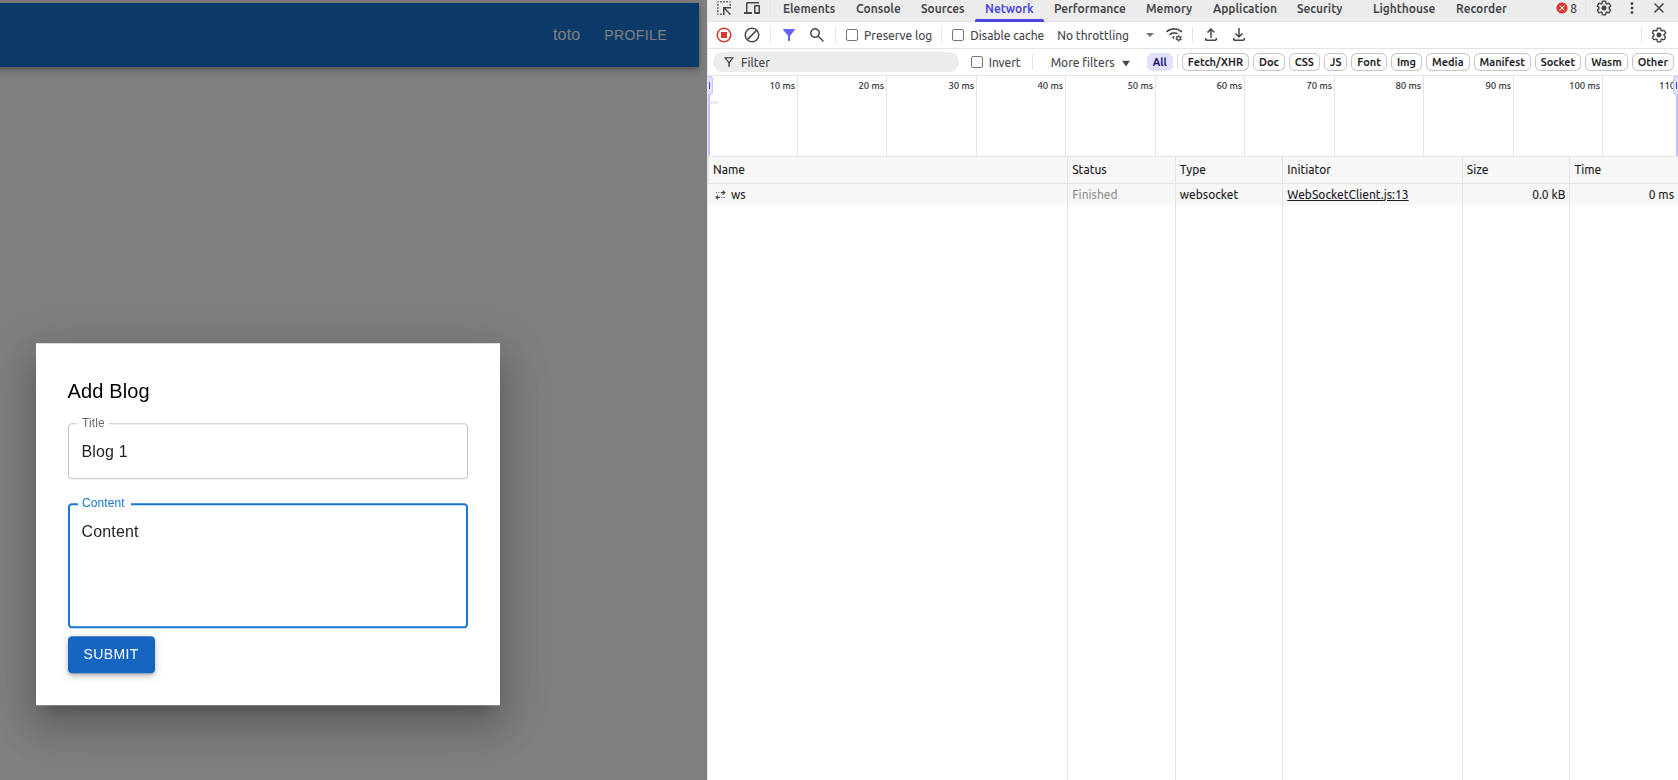 toto PROFILE
Add Blog
Title
Blog 1
Content
Content
SUBMIT
Elements Console Sources Network Performance Memory Application Security Lighthouse Recorder 8
Preserve log Disable cache No throttling
Filter Invert More filters All Fetch/XHR Doc CSS JS Font Img Media Manifest Socket Wasm Other
10 ms 20 ms 30 ms 40 ms 50 ms 60 ms 70 ms 80 ms 90 ms 100 ms 110
Name Status Type Initiator Size Time
ws Finished websocket WebSocketClient.js:13 0.0 kB 0 ms